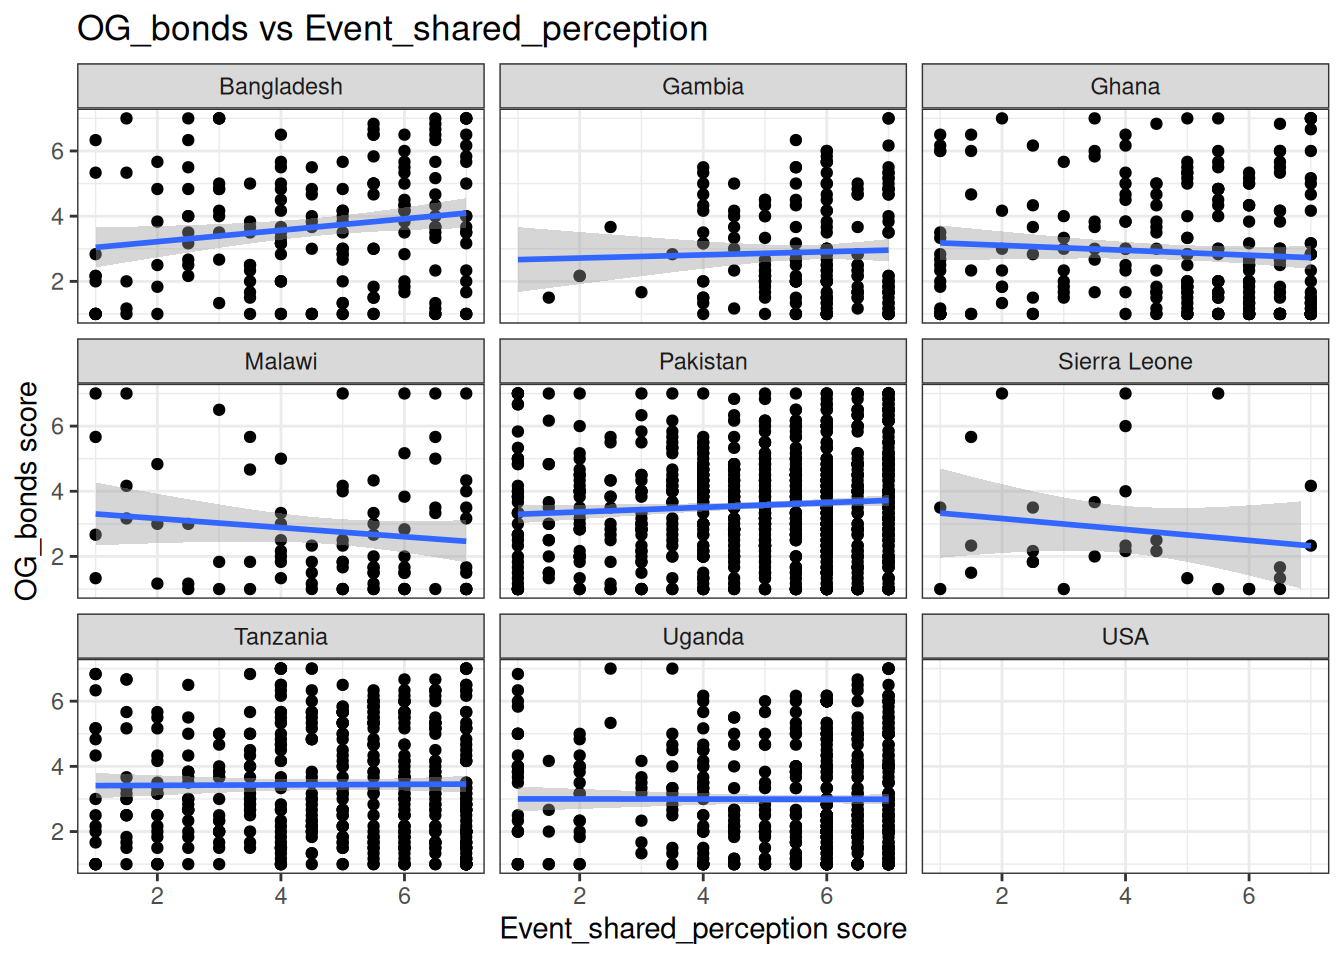 OG_bonds vs Event_shared_perception
Bangladesh
Gambia
Ghana
6
4
2
Malawi
Pakistan
Sierra Leone
6
4
2
OG_bonds score
Tanzania
Uganda
USA
6
4
2
2 4 6
2 4 6
2 4 6
Event_shared_perception score